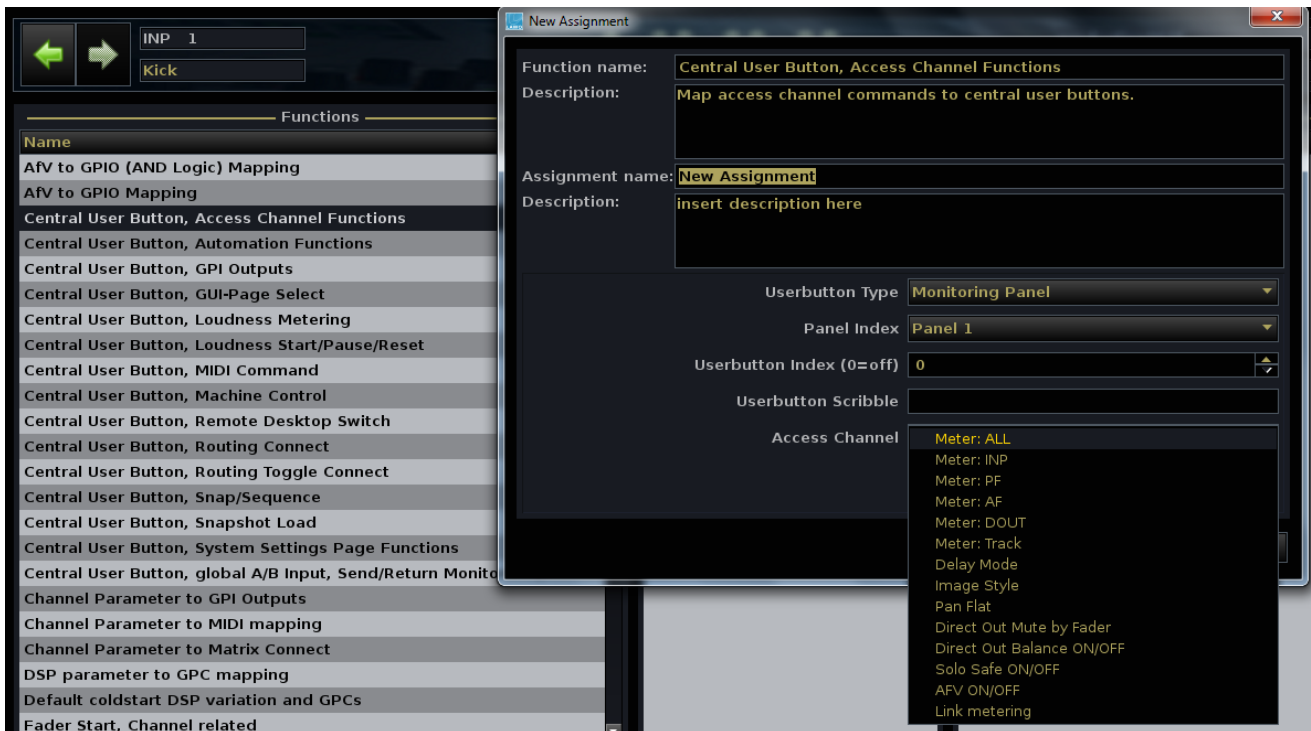 INP 1
Kick
Functions
Name
AfV to GPIO (AND Logic) Mapping
AfV to GPIO Mapping
Central User Button, Access Channel Functions
Central User Button, Automation Functions
Central User Button, GPI Outputs
Central User Button, GUI-Page Select
Central User Button, Loudness Metering
Central User Button, Loudness Start/Pause/Reset
Central User Button, MIDI Command
Central User Button, Machine Control
Central User Button, Remote Desktop Switch
Central User Button, Routing Connect
Central User Button, Routing Toggle Connect
Central User Button, Snap/Sequence
Central User Button, Snapshot Load
Central User Button, System Settings Page Functions
Central User Button, global A/B Input, Send/Return Monito
Channel Parameter to GPI Outputs
Channel Parameter to MIDI mapping
Channel Parameter to Matrix Connect
DSP parameter to GPC mapping
Default coldstart DSP variation and GPCs
Fader Start, Channel related
New Assignment
Function name: Central User Button, Access Channel Functions
Description: Map access channel commands to central user buttons.
Assignment name: New Assignment
Description: insert description here
Userbutton Type Monitoring Panel
Panel Index Panel 1
Userbutton Index (0=off) 0
Userbutton Scribble
Access Channel
Meter: ALL
Meter: INP
Meter: PF
Meter: AF
Meter: DOUT
Meter: Track
Delay Mode
Image Style
Pan Flat
Direct Out Mute by Fader
Direct Out Balance ON/OFF
Solo Safe ON/OFF
AFV ON/OFF
Link metering